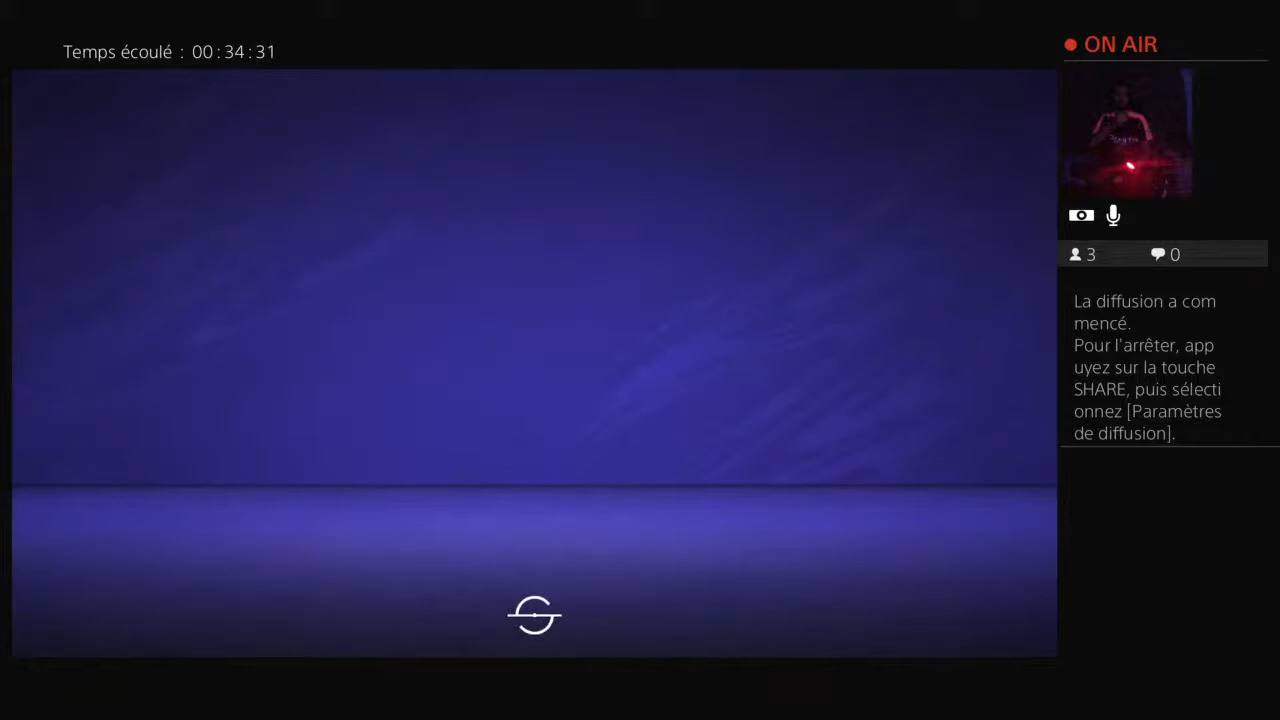 Temps écoulé : 00:34:31
ON AIR
3
0
La diffusion a com
mencé.
Pour l'arrêter, app
uyez sur la touche
SHARE, puis sélecti
onnez [Paramètres
de diffusion].